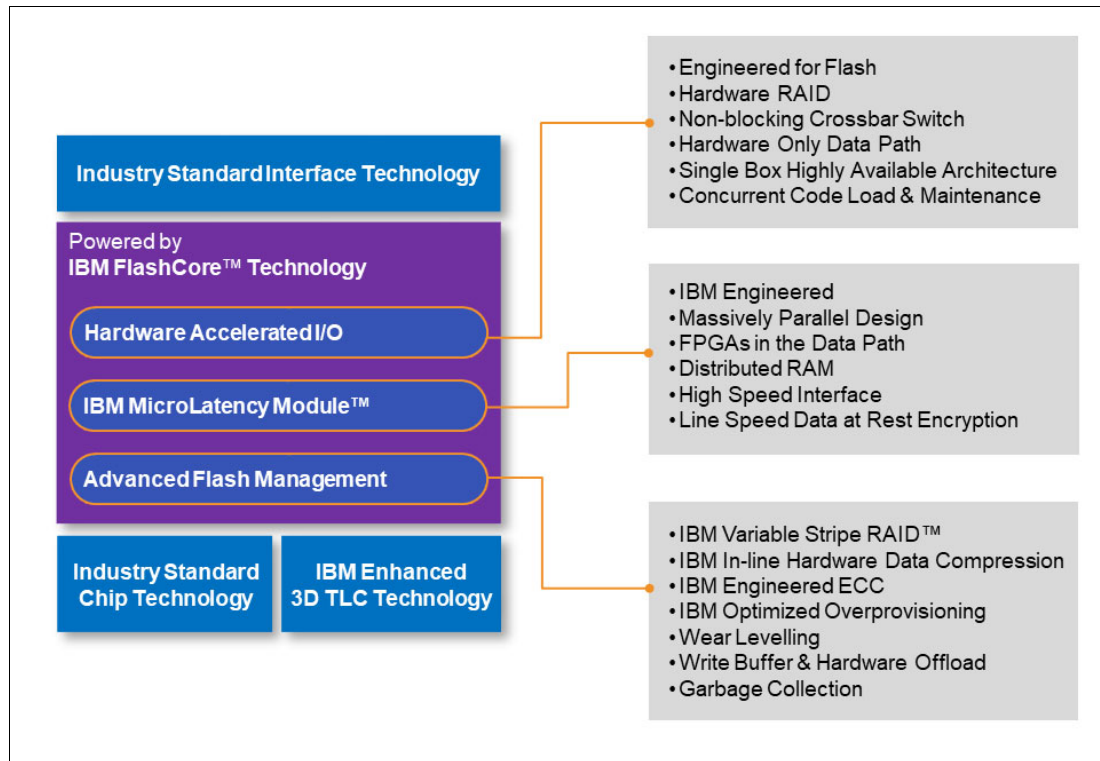 Industry Standard Interface Technology
Powered by
IBM FlashCore™ Technology
Hardware Accelerated I/O
IBM MicroLatency Module™
Advanced Flash Management
Industry Standard
Chip Technology
IBM Enhanced
3D TLC Technology
• Engineered for Flash
• Hardware RAID
• Non-blocking Crossbar Switch
• Hardware Only Data Path
• Single Box Highly Available Architecture
• Concurrent Code Load & Maintenance
• IBM Engineered
• Massively Parallel Design
• FPGAs in the Data Path
• Distributed RAM
• High Speed Interface
• Line Speed Data at Rest Encryption
• IBM Variable Stripe RAID™
• IBM In-line Hardware Data Compression
• IBM Engineered ECC
• IBM Optimized Overprovisioning
• Wear Levelling
• Write Buffer & Hardware Offload
• Garbage Collection